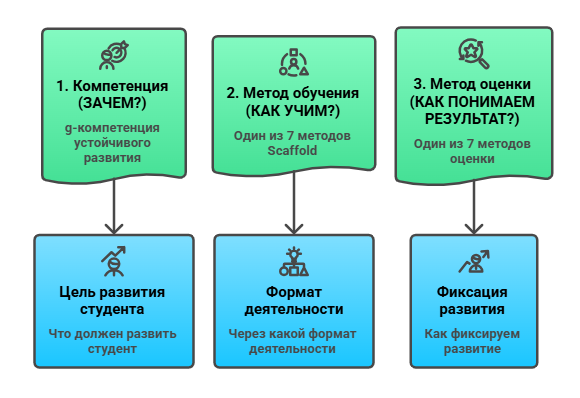 1. Компетенция
(ЗАЧЕМ?)
g-компетенция
устойчивого
развития
2. Метод обучения
(КАК УЧИМ?)
Один из 7 методов
Scaffold
3. Метод оценки
(КАК ПОНИМАЕМ
РЕЗУЛЬТАТ?)
Один из 7 методов
оценки
Цель развития
студента
Что должен развить
студент
Формат
деятельности
Через какой формат
деятельности
Фиксация
развития
Как фиксируем
развитие